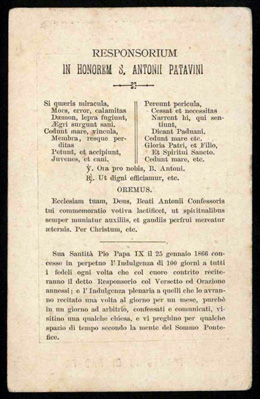 RESPONSORIUM
IN HONOREM S. ANTONII PATAVINI
Si quæris miracula,
Mors, error, calamitas
Dæmon, lepra fugiunt,
Ægri surgunt sani.
Cedunt mare, vincula,
Membra, resque per-
ditas
Petunt, et accipiunt,
Juvenes, et cani.
Pereunt pericula,
Cessat et necessitas
Narrent hi, qui sen-
tiunt,
Dicant Paduani.
Cedunt mare etc.
Gloria Patri, et Filio,
Et Spiritui Sancto.
Cedunt mare etc.
℣. Ora pro nobis, B. Antoni.
℟. Ut digni efficiamur, etc.
OREMUS.
Ecclesiam tuam, Deus, Beati Antonii Confessoris
tui commemoratio votiva lætificet, ut spiritualibus
semper muniatur auxiliis, et gaudiis perfrui mereatur
æternis. Per Christum, etc.
Sua Santità Pio Papa IX il 25 gennaio 1866 con-
cesse in perpetuo l'Indulgenza di 100 giorni a tutti
i fedeli ogni volta che col cuore contrito recite-
ranno il detto Responsorio col Versetto ed Orazione
annessi; e l'Indulgenza plenaria a quelli che lo avran-
no recitato una volta al giorno per un mese, purchè
in un giorno ad arbitrio, confessati e comunicati, vi-
sitino una qualche chiesa, e vi preghino per qualche
spazio di tempo secondo la mente del Sommo Ponte-
fice.